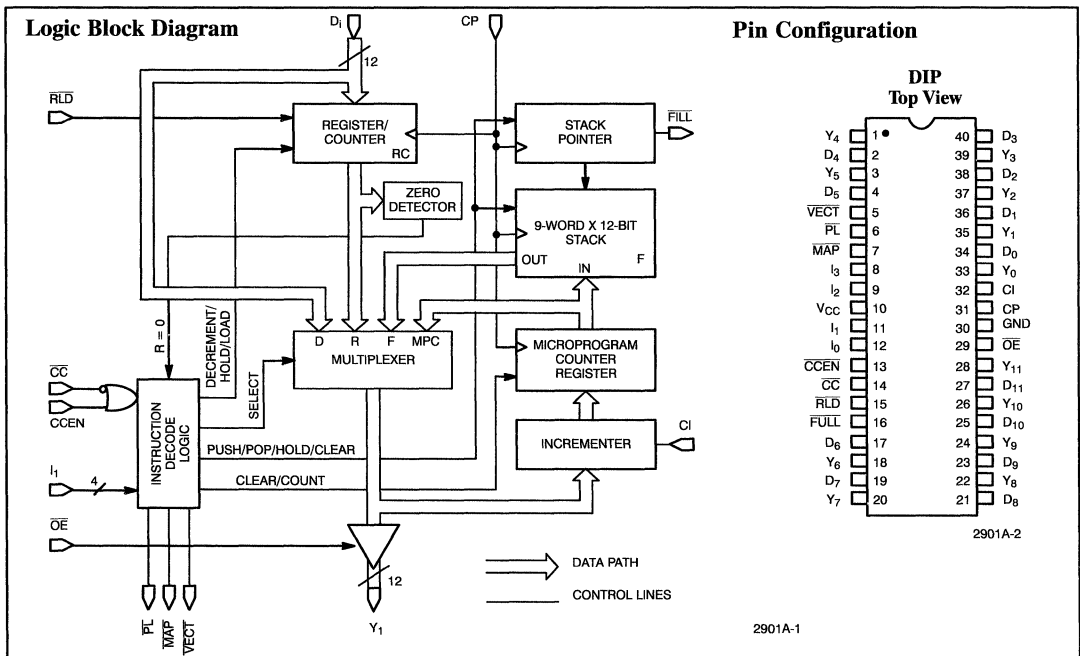 Logic Block Diagram
Pin Configuration
Di
CP
12
RLD
REGISTER/
COUNTER
RC
STACK
POINTER
FILL
ZERO
DETECTOR
9-WORD X 12-BIT
STACK
OUT
IN
F
R = 0
DECREMENT/
HOLD/LOAD
D R F MPC
MULTIPLEXER
MICROPROGRAM
COUNTER
REGISTER
SELECT
CC
CCEN
INSTRUCTION
DECODE
LOGIC
INCREMENTER
CI
PUSH/POP/HOLD/CLEAR
CLEAR/COUNT
I1
4
OE
12
DATA PATH
CONTROL LINES
PL
MAP
VECT
Y1
2901A-1
DIP
Top View
Y4 1 40 D3
D4 2 39 Y3
Y5 3 38 D2
D5 4 37 Y2
VECT 5 36 D1
PL 6 35 Y1
MAP 7 34 D0
I3 8 33 Y0
I2 9 32 CI
VCC 10 31 CP
I1 11 30 GND
I0 12 29 OE
CCEN 13 28 Y11
CC 14 27 D11
RLD 15 26 Y10
FULL 16 25 D10
D6 17 24 Y9
Y6 18 23 D9
D7 19 22 Y8
Y7 20 21 D8
2901A-2